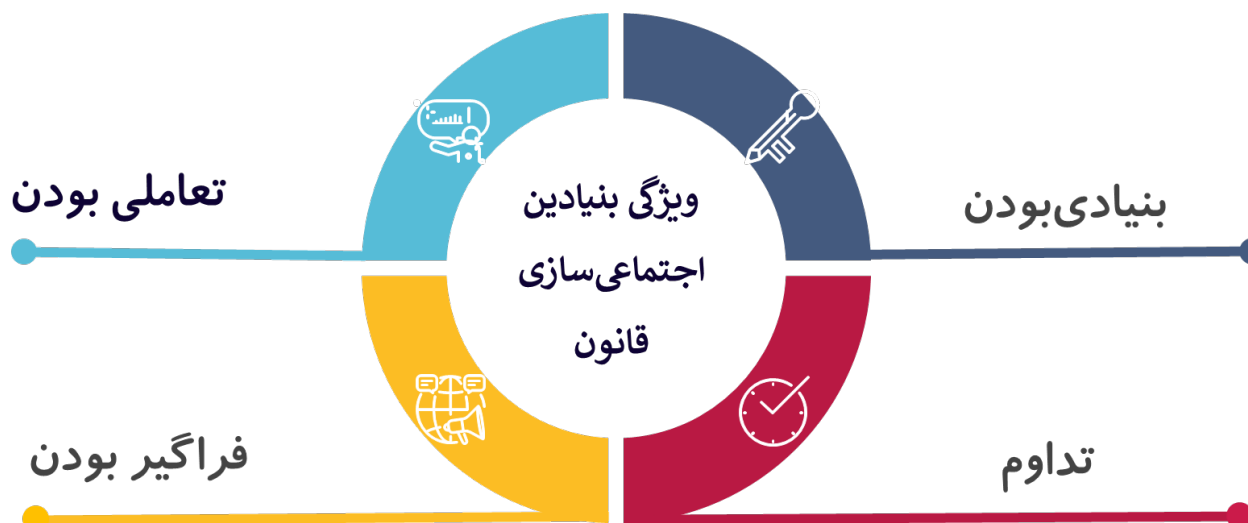 ویژگی بنیادین
اجتماعی‌سازی
قانون
بنیادی‌بودن
تعاملی بودن
تداوم
فراگیر بودن